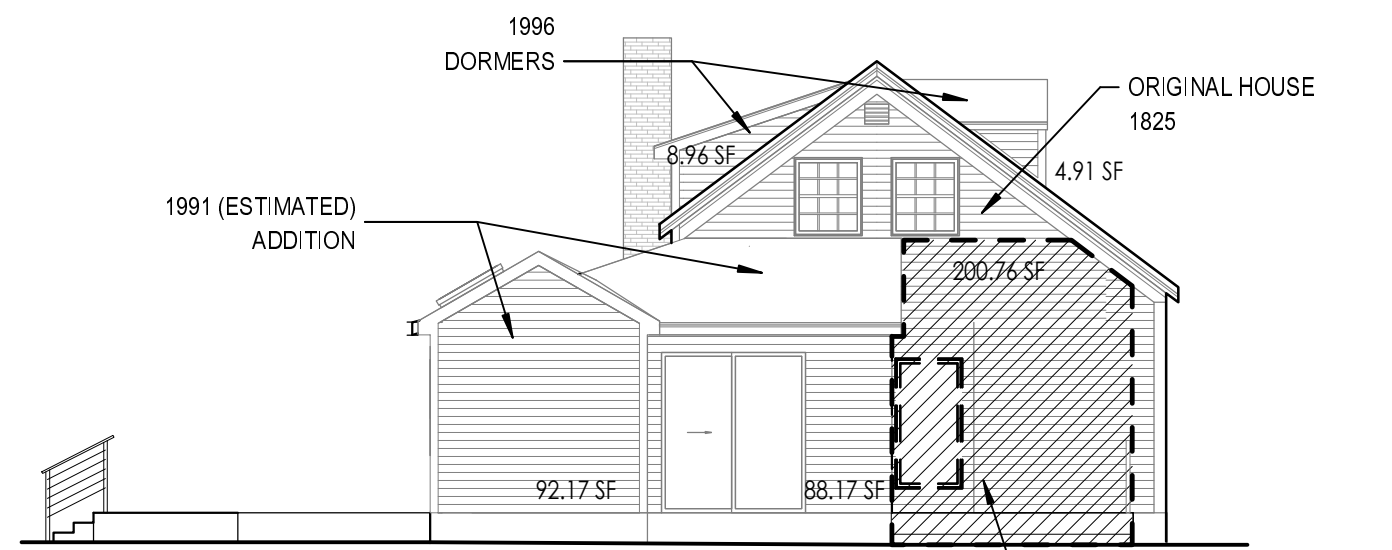 1996
DORMERS
ORIGINAL HOUSE
1825
8.96 SF
4.91 SF
1991 (ESTIMATED)
ADDITION
200.76 SF
92.17 SF
88.17 SF